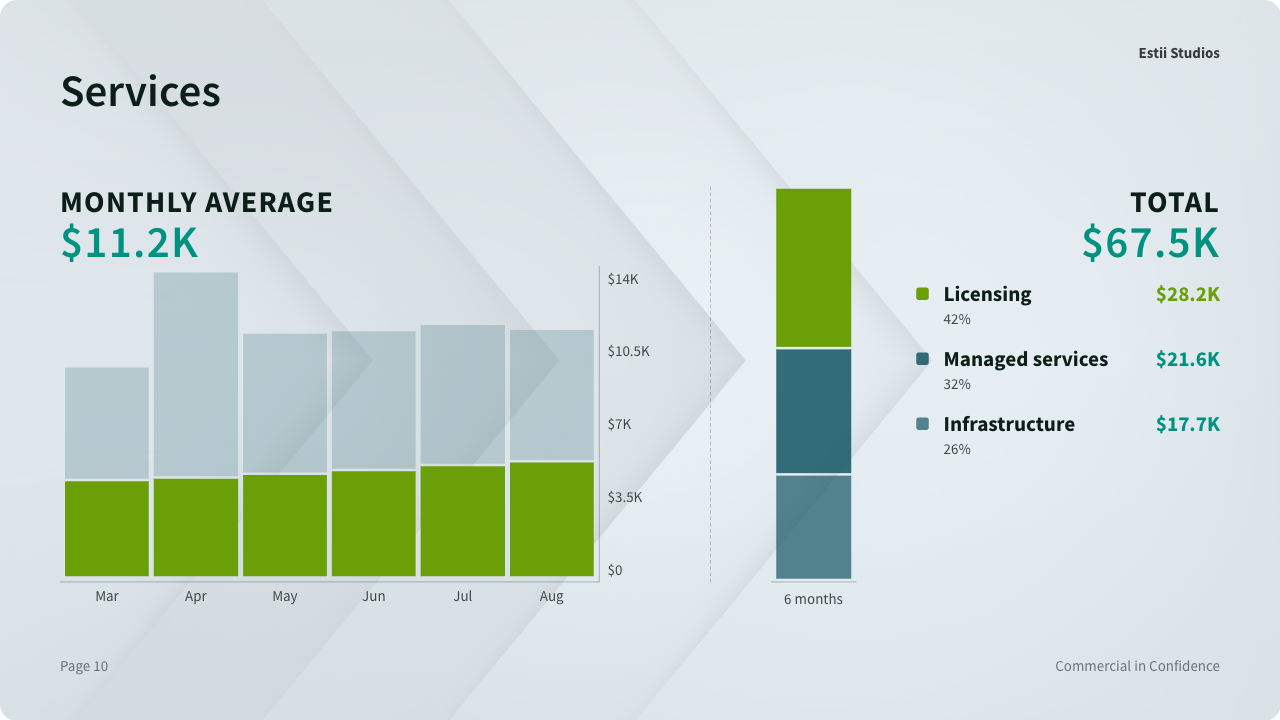 Estii Studios
Services
MONTHLY AVERAGE
$11.2K
$14K
$10.5K
$7K
$3.5K
$0
Mar Apr May Jun Jul Aug
6 months
TOTAL
$67.5K
Licensing $28.2K
42%
Managed services $21.6K
32%
Infrastructure $17.7K
26%
Page 10
Commercial in Confidence